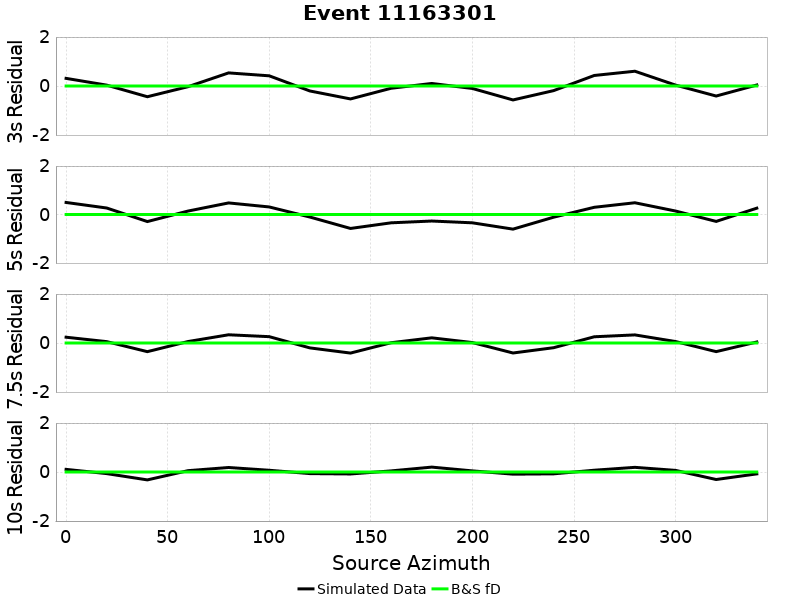 Event 11163301
3s Residual
2
0
-2
5s Residual
2
0
-2
7.5s Residual
2
0
-2
10s Residual
2
0
-2
0 50 100 150 200 250 300
Source Azimuth
Simulated Data B&S fD